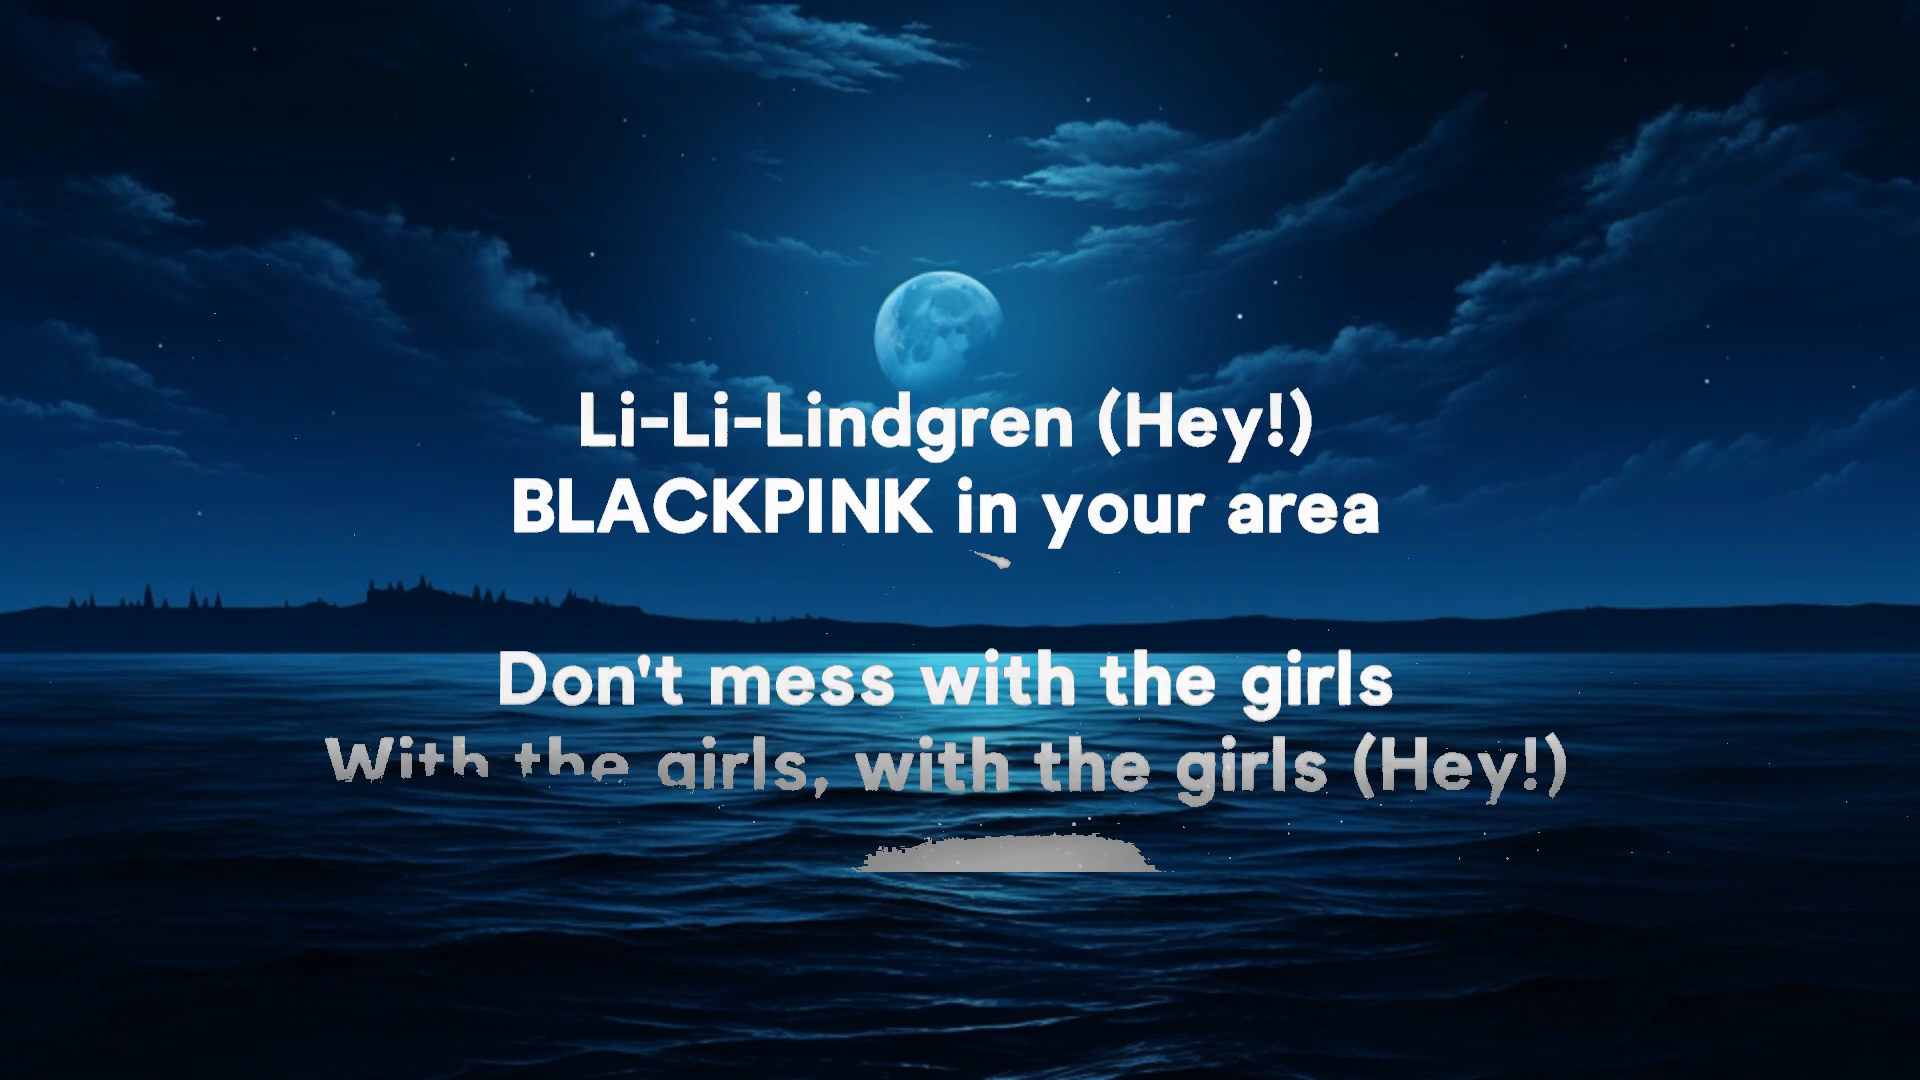 Li-Li-Lindgren (Hey!)
BLACKPINK in your area
Don't mess with the girls
With the girls, with the girls (Hey!)